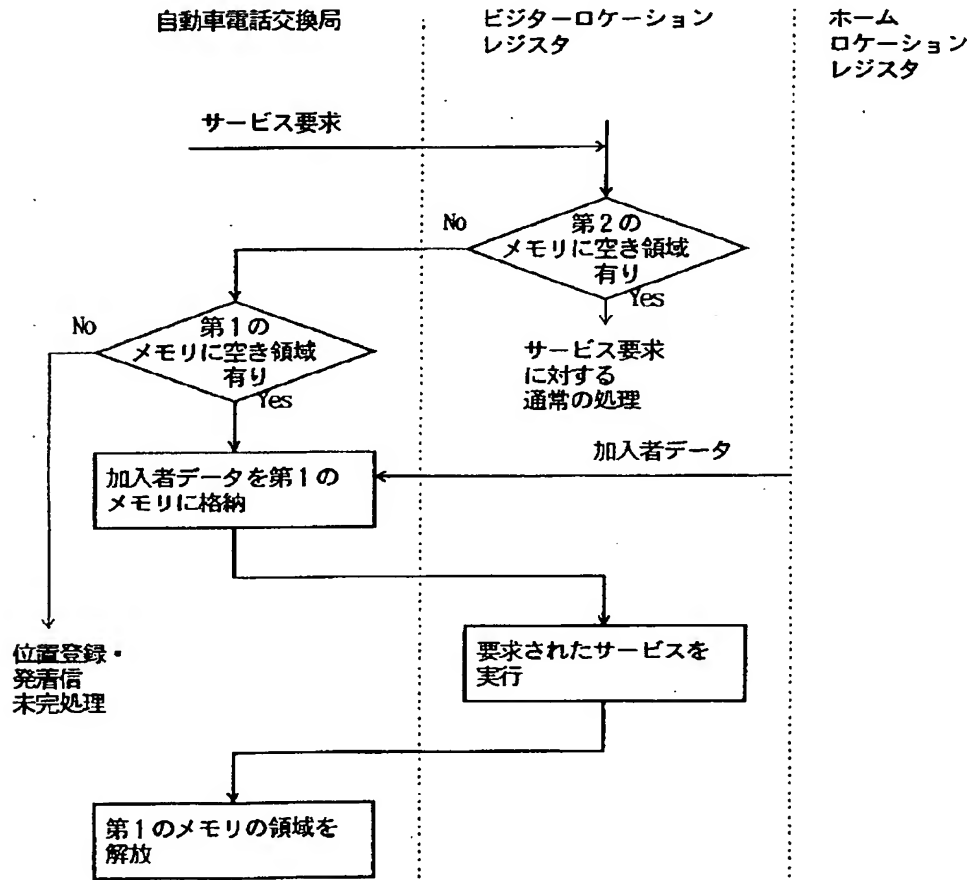 自動車電話交換局
ビジターロケーション
レジスタ
ホーム
ロケーション
レジスタ
サービス要求
No
第2の
メモリに空き領域
有り
Yes
No
第1の
メモリに空き領域
有り
Yes
サービス要求
に対する
通常の処理
加入者データ
加入者データを第1の
メモリに格納
位置登録・
発着信
未完処理
要求されたサービスを
実行
第1のメモリの領域を
解放